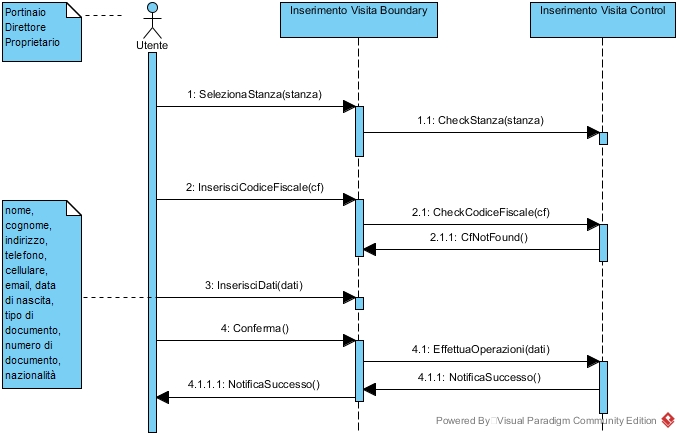 Portinaio
Direttore
Proprietario
Utente
Inserimento Visita Boundary
Inserimento Visita Control
1: SelezionaStanza(stanza)
1.1: CheckStanza(stanza)
2: InserisciCodiceFiscale(cf)
2.1: CheckCodiceFiscale(cf)
2.1.1: CfNotFound()
nome,
cognome,
indirizzo,
telefono,
cellulare,
email, data
di nascita,
tipo di
documento,
numero di
documento,
nazionalità
3: InserisciDati(dati)
4: Conferma()
4.1: EffettuaOperazioni(dati)
4.1.1: NotificaSuccesso()
4.1.1.1: NotificaSuccesso()
Powered By Visual Paradigm Community Edition